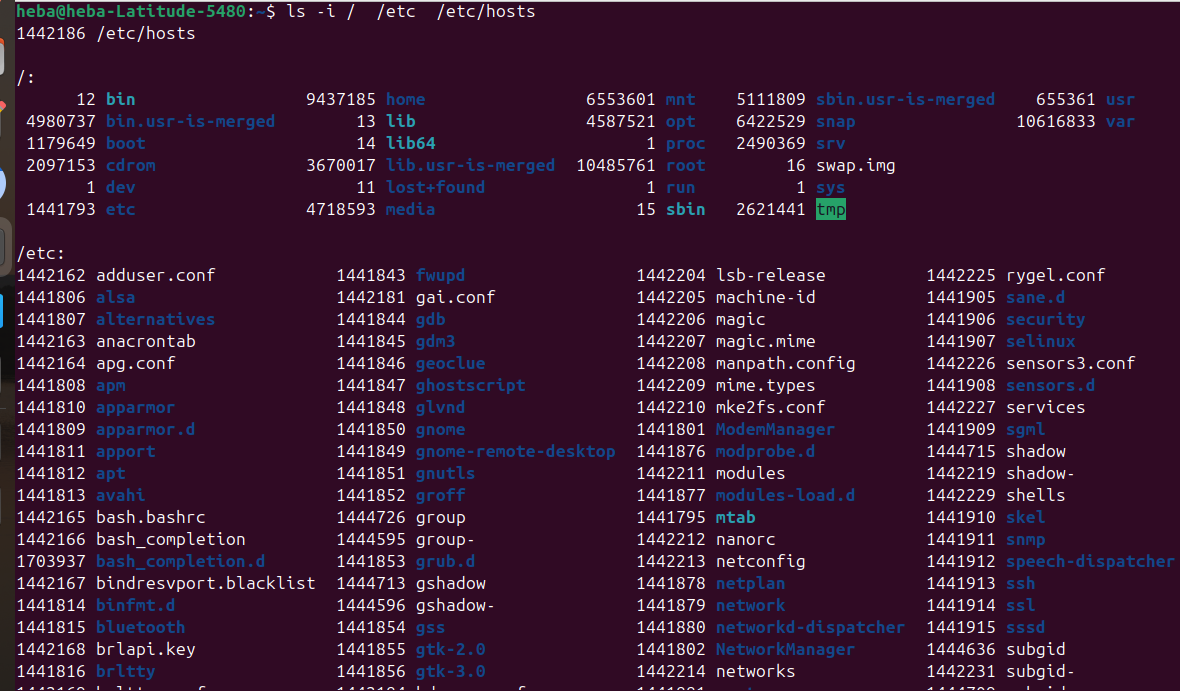 heba@heba-Latitude-5480:~$ ls -i /  /etc  /etc/hosts
1442186 /etc/hosts
/:
12 bin 9437185 home 6553601 mnt 5111809 sbin.usr-is-merged 655361 usr
4980737 bin.usr-is-merged 13 lib 4587521 opt 6422529 snap 10616833 var
1179649 boot 14 lib64 1 proc 2490369 srv
2097153 cdrom 3670017 lib.usr-is-merged 10485761 root 16 swap.img
1 dev 11 lost+found 1 run 1 sys
1441793 etc 4718593 media 15 sbin 2621441 tmp
/etc:
1442162 adduser.conf 1441843 fwupd 1442204 lsb-release 1442225 rygel.conf
1441806 alsa 1442181 gai.conf 1442205 machine-id 1441905 sane.d
1441807 alternatives 1441844 gdb 1442206 magic 1441906 security
1442163 anacrontab 1441845 gdm3 1442207 magic.mime 1441907 selinux
1442164 apg.conf 1441846 geoclue 1442208 manpath.config 1442226 sensors3.conf
1441808 apm 1441847 ghostscript 1442209 mime.types 1441908 sensors.d
1441810 apparmor 1441848 glvnd 1442210 mke2fs.conf 1442227 services
1441809 apparmor.d 1441850 gnome 1441801 ModemManager 1441909 sgml
1441811 apport 1441849 gnome-remote-desktop 1441876 modprobe.d 1444715 shadow
1441812 apt 1441851 gnutls 1442211 modules 1442219 shadow-
1441813 avahi 1441852 groff 1441877 modules-load.d 1442229 shells
1442165 bash.bashrc 1444726 group 1441795 mtab 1441910 skel
1442166 bash_completion 1444595 group- 1442212 nanorc 1441911 snmp
1703937 bash_completion.d 1441853 grub.d 1442213 netconfig 1441912 speech-dispatcher
1442167 bindresvport.blacklist 1444713 gshadow 1441878 netplan 1441913 ssh
1441814 binfmt.d 1444596 gshadow- 1441879 network 1441914 ssl
1441815 bluetooth 1441854 gss 1441880 networkd-dispatcher 1441915 sssd
1442168 brlapi.key 1441855 gtk-2.0 1441802 NetworkManager 1444636 subgid
1441816 brltty 1441856 gtk-3.0 1442214 networks 1442231 subgid-